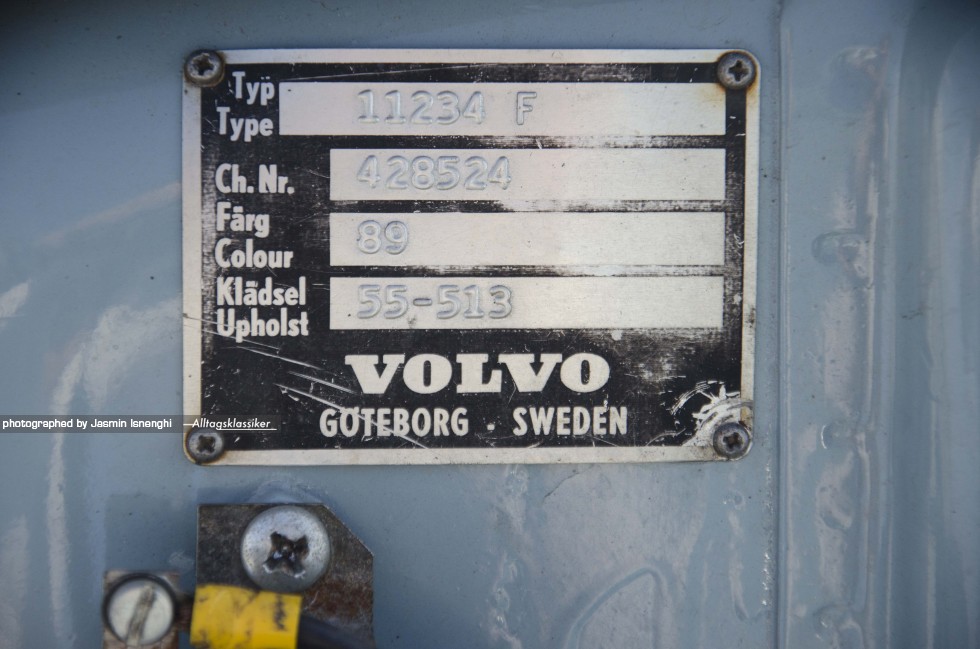 Typ
Type 11234 F
Ch. Nr. 428524
Färg
Colour 89
Klädsel
Upholst 55-513
VOLVO
GÖTEBORG . SWEDEN
photographed by Jasmin Isnenghi Alltagsklassiker